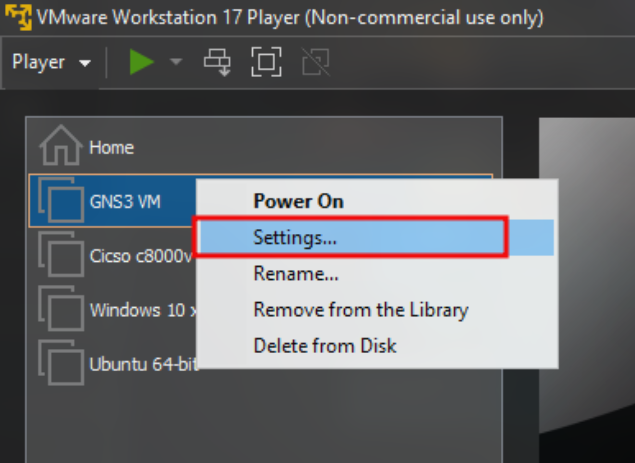 VMware Workstation 17 Player (Non-commercial use only)
Player
Home
GNS3 VM
Power On
Settings...
Cicso c8000v
Rename...
Windows 10 x
Remove from the Library
Delete from Disk
Ubuntu 64-bit